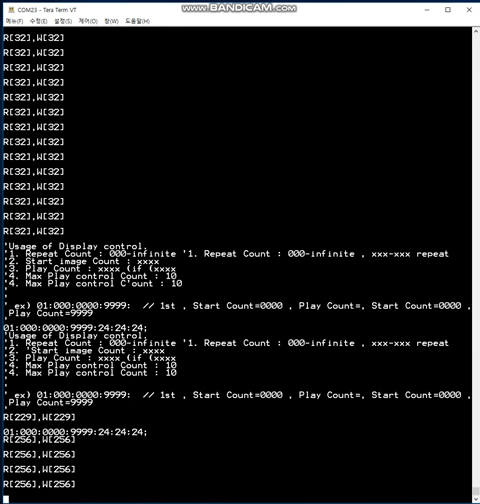 www.BANDICAM.com
COM23 - Tera Term VT
메뉴(F) 수정(E) 설정(S) 제어(O) 창(W) 도움말(H)
R[32],W[32]
R[32],W[32]
R[32],W[32]
R[32],W[32]
R[32],W[32]
R[32],W[32]
R[32],W[32]
R[32],W[32]
R[32],W[32]
R[32],W[32]
R[32],W[32]
R[32],W[32]
R[32],W[32]
R[32],W[32]
'Usage of Display control.
'1. Repeat Count : 000-infinite '1. Repeat Count : 000-infinite , xxx-xxx repeat
'2. Start image Count : xxxx
'3. Play Count : xxxx (if (xxxx
'4. Max Play control Count : 10
'4. Max Play control C'ount : 10
'
'
' ex) 01:000:0000:9999: // 1st , Start Count=0000 , Play Count=, Start Count=0000 ,
Play Count=9999
'
01:000:0000:9999:24:24:24;
'Usage of Display control.
'1. Repeat Count : 000-infinite '1. Repeat Count : 000-infinite , xxx-xxx repeat
'2. 'Start image Count : xxxx
'3. Play Count : xxxx (if (xxxx
'4. Max Play control Count : 10
'4. Max Play control Count : 10
'
'
' ex) 01:000:0000:9999: // 1st , Start Count=0000 , Play Count=, Start Count=0000 ,
Play Count=9999
'
R[229],W[229]
01:000:0000:9999:24:24:24;
R[256],W[256]
R[256],W[256]
R[256],W[256]
R[256],W[256]